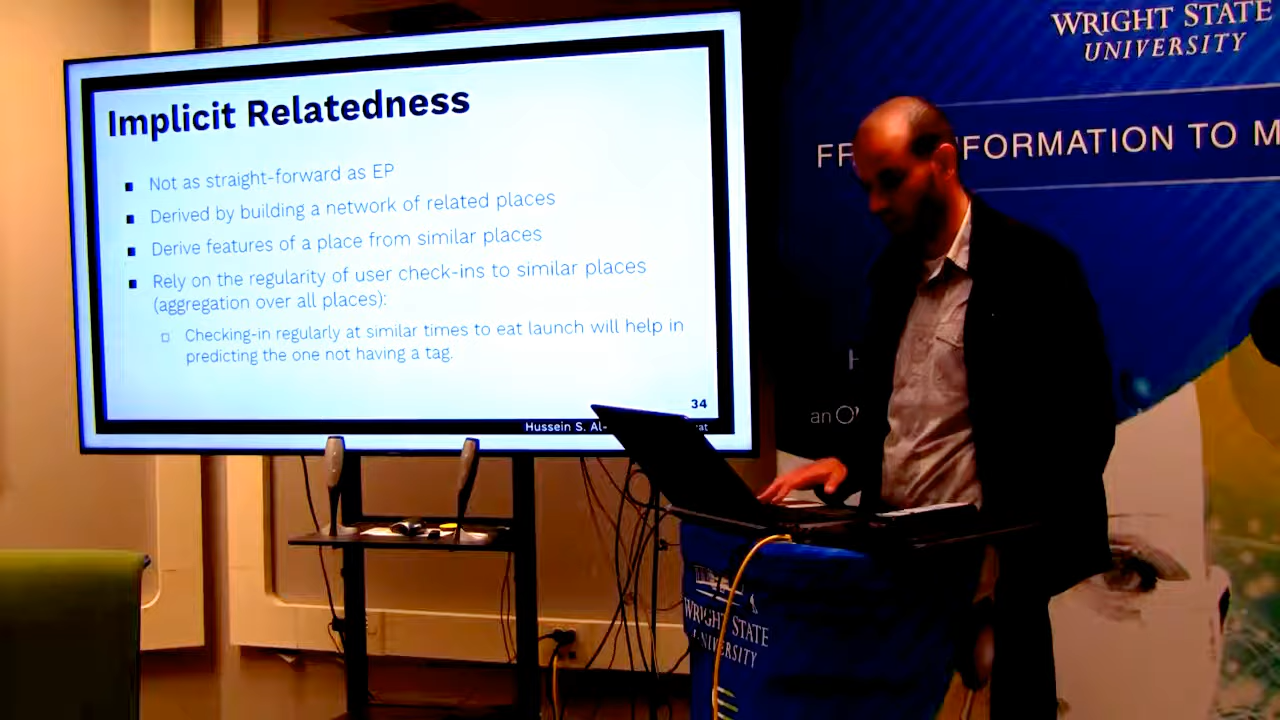 Implicit Relatedness
Not as straight-forward as EP
Derived by building a network of related places
Derive features of a place from similar places
Rely on the regularity of user check-ins to similar places
(aggregation over all places):
Checking-in regularly at similar times to eat launch will help in
predicting the one not having a tag.
34
Hussein S. Al-
WRIGHT STATE
UNIVERSITY
FORMATION TO M
an
WRIGHT STATE
UNIVERSITY